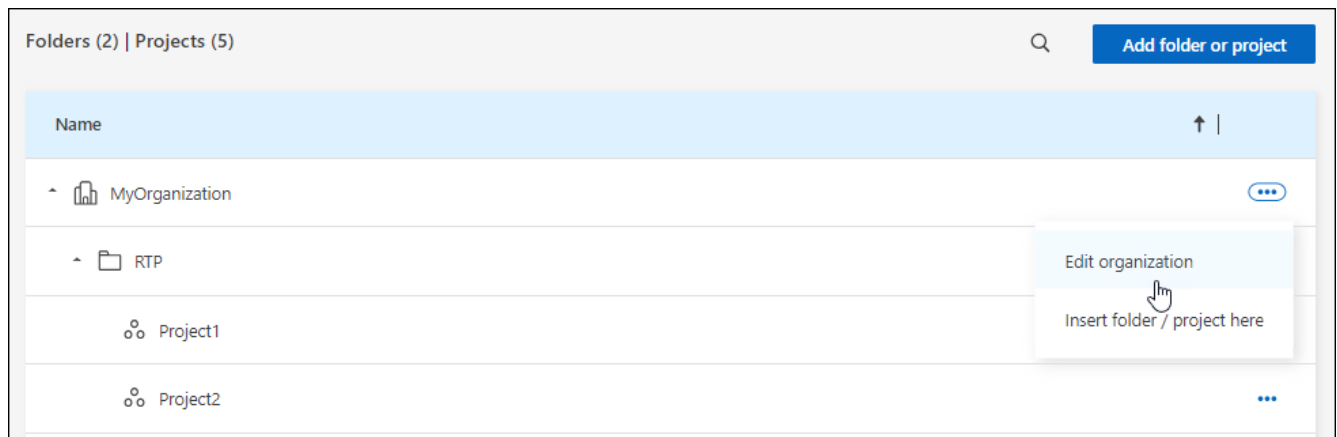 Folders (2) | Projects (5)
Add folder or project
Name
MyOrganization
RTP
Edit organization
Insert folder / project here
Project1
Project2